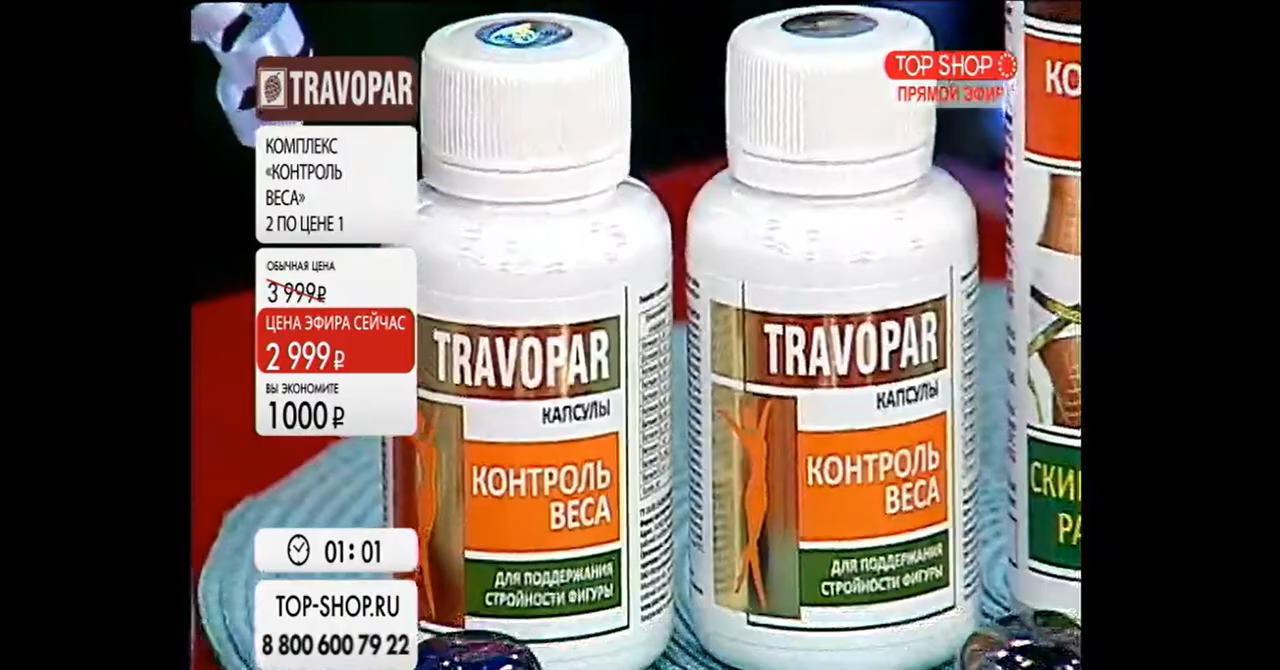 TRAVOPAR
КОМПЛЕКС
«КОНТРОЛЬ
ВЕСА»
2 ПО ЦЕНЕ 1
ОБЫЧНАЯ ЦЕНА
3 999₽
ЦЕНА ЭФИРА СЕЙЧАС
2 999₽
ВЫ ЭКОНОМИТЕ
1000₽
01:01
TOP-SHOP.RU
8 800 600 79 22
TRAVOPAR
КАПСУЛЫ
КОНТРОЛЬ
ВЕСА
ДЛЯ ПОДДЕРЖАНИЯ
СТРОЙНОСТИ ФИГУРЫ
TRAVOPAR
КАПСУЛЫ
КОНТРОЛЬ
ВЕСА
ДЛЯ ПОДДЕРЖАНИЯ
СТРОЙНОСТИ ФИГУРЫ
TOP SHOP
ПРЯМОЙ ЭФИР